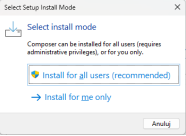 Select Setup Install Mode
Select install mode
Composer can be installed for all users (requires
administrative privileges), or for you only.
Install for all users (recommended)
Install for me only
Anuluj